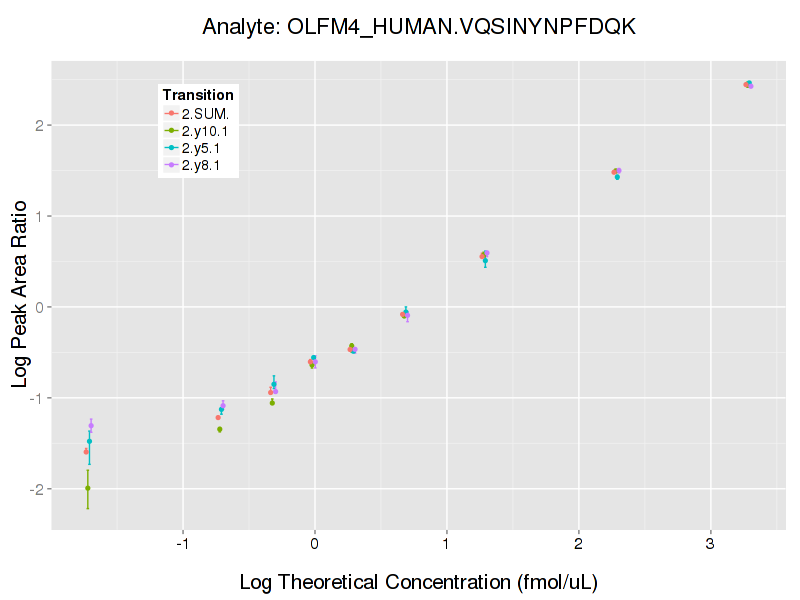 Analyte: OLFM4_HUMAN.VQSINYNPFDQK
Transition
2.SUM.
2.y10.1
2.y5.1
2.y8.1
Log Peak Area Ratio
2
1
0
-1
-2
-1
0
1
2
3
Log Theoretical Concentration (fmol/uL)